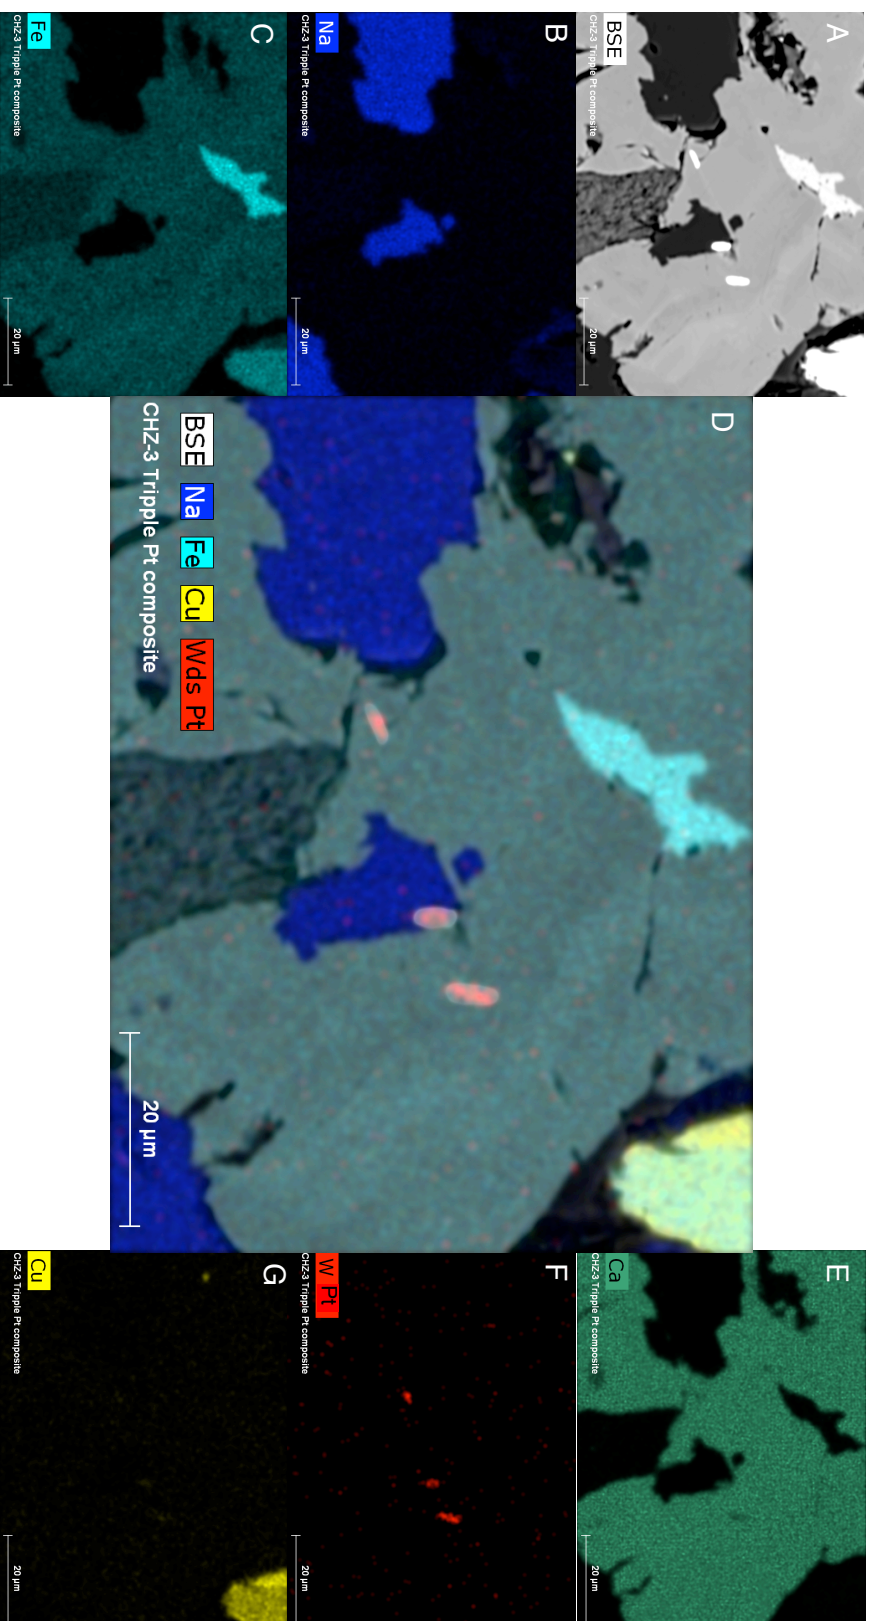 A
BSE
CHZ-3 Tripple Pt composite
20 µm
B
Na
CHZ-3 Tripple Pt composite
C
Fe
CHZ-3 Tripple Pt composite
20 µm
D
BSE Na Fe Cu Wds Pt
CHZ-3 Tripple Pt composite
20 µm
E
Ca
CHZ-3 Tripple Pt composite
20 µm
F
W Pt
CHZ-3 Tripple Pt composite
20 µm
G
Cu
CHZ-3 Tripple Pt composite
20 µm